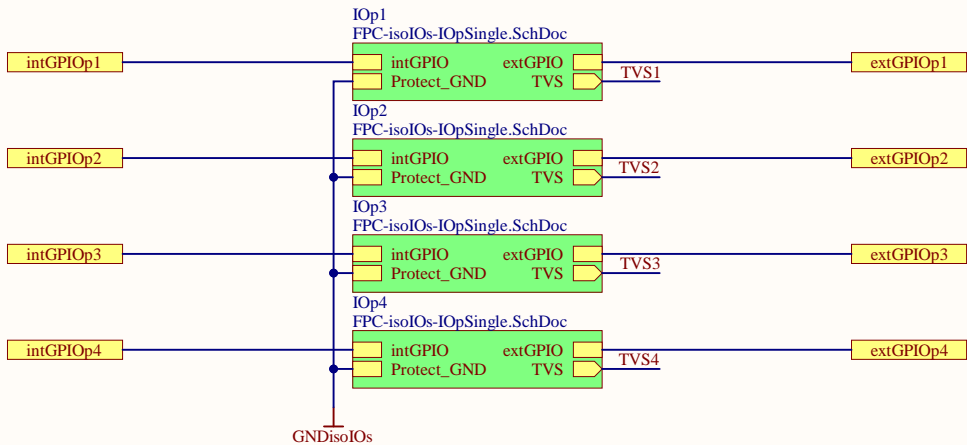 IOp1
FPC-isoIOs-IOpSingle.SchDoc
intGPIOp1 intGPIO extGPIO extGPIOp1
Protect_GND TVS TVS1
IOp2
FPC-isoIOs-IOpSingle.SchDoc
intGPIOp2 intGPIO extGPIO extGPIOp2
Protect_GND TVS TVS2
IOp3
FPC-isoIOs-IOpSingle.SchDoc
intGPIOp3 intGPIO extGPIO extGPIOp3
Protect_GND TVS TVS3
IOp4
FPC-isoIOs-IOpSingle.SchDoc
intGPIOp4 intGPIO extGPIO extGPIOp4
Protect_GND TVS TVS4
GNDisoIOs